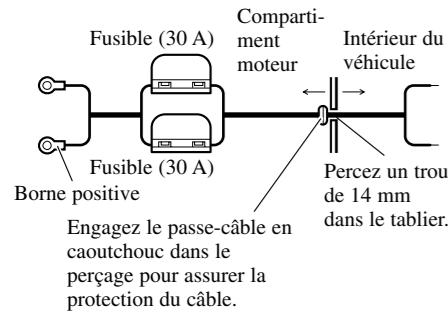 Fusible (30 A)
Comparti-
ment
moteur
Intérieur du
véhicule
Fusible (30 A)
Borne positive
Percez un trou
de 14 mm
dans le tablier.
Engagez le passe-câble en
caoutchouc dans le
perçage pour assurer la
protection du câble.